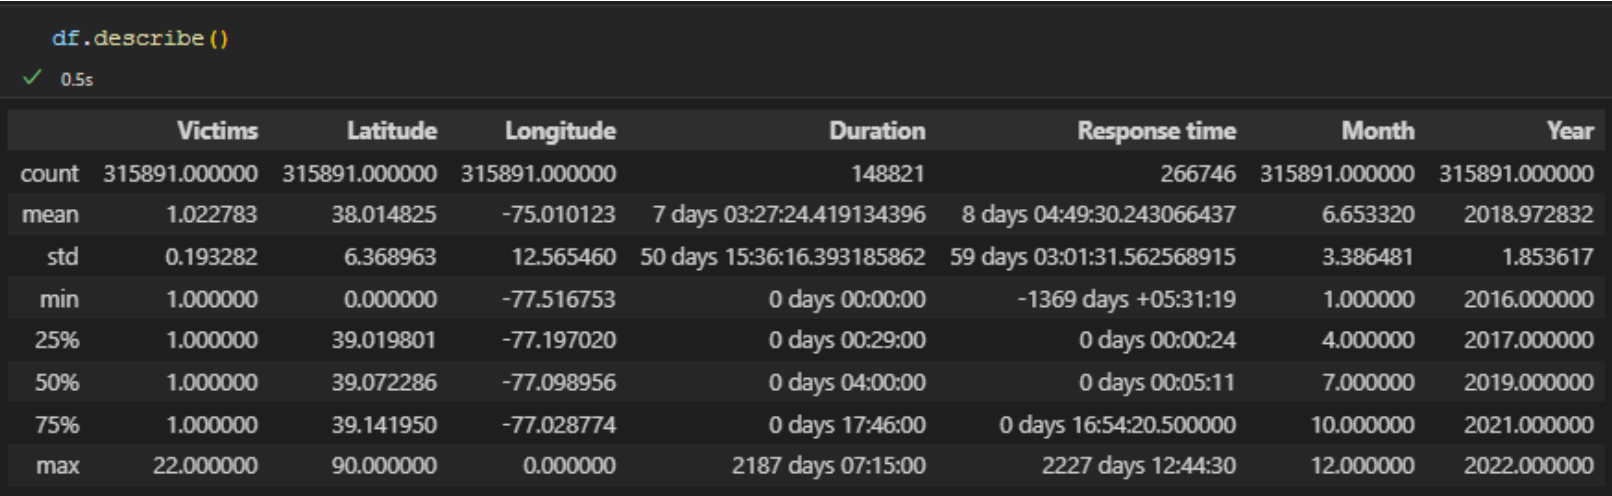 df.describe()
0.5s
Victims Latitude Longitude Duration Response time Month Year
count 315891.000000 315891.000000 315891.000000 148821 266746 315891.000000 315891.000000
mean 1.022783 38.014825 -75.010123 7 days 03:27:24.419134396 8 days 04:49:30.243066437 6.653320 2018.972832
std 0.193282 6.368963 12.565460 50 days 15:36:16.393185862 59 days 03:01:31.562568915 3.386481 1.853617
min 1.000000 0.000000 -77.516753 0 days 00:00:00 -1369 days +05:31:19 1.000000 2016.000000
25% 1.000000 39.019801 -77.197020 0 days 00:29:00 0 days 00:00:24 4.000000 2017.000000
50% 1.000000 39.072286 -77.098956 0 days 04:00:00 0 days 00:05:11 7.000000 2019.000000
75% 1.000000 39.141950 -77.028774 0 days 17:46:00 0 days 16:54:20.500000 10.000000 2021.000000
max 22.000000 90.000000 0.000000 2187 days 07:15:00 2227 days 12:44:30 12.000000 2022.000000